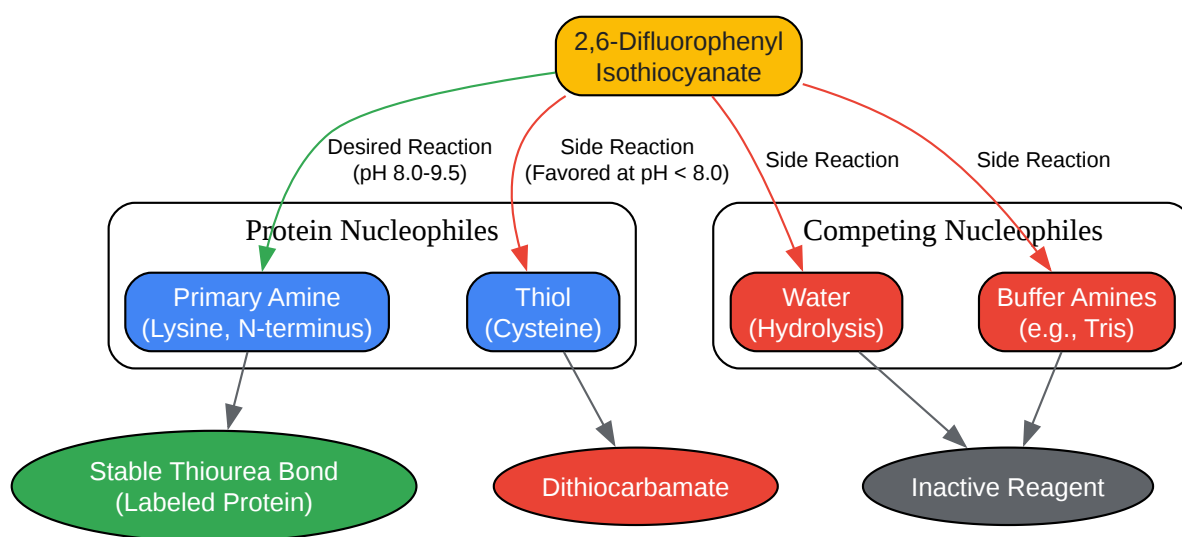 2,6-Difluorophenyl
Isothiocyanate
Desired Reaction
(pH 8.0-9.5)
Side Reaction
(Favored at pH < 8.0)
Side Reaction
Side Reaction
Protein Nucleophiles
Competing Nucleophiles
Primary Amine
(Lysine, N-terminus)
Thiol
(Cysteine)
Water
(Hydrolysis)
Buffer Amines
(e.g., Tris)
Stable Thiourea Bond
(Labeled Protein)
Dithiocarbamate
Inactive Reagent